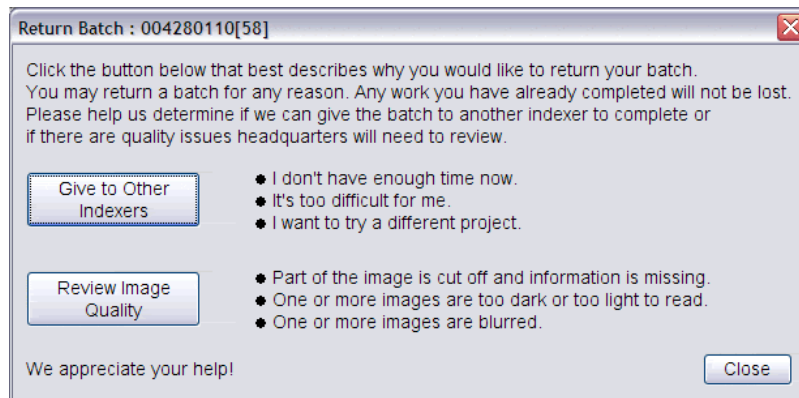 Return Batch : 004280110[58]
Click the button below that best describes why you would like to return your batch.
You may return a batch for any reason. Any work you have already completed will not be lost.
Please help us determine if we can give the batch to another indexer to complete or
if there are quality issues headquarters will need to review.
Give to Other
Indexers
● I don't have enough time now.
● It's too difficult for me.
● I want to try a different project.
Review Image
Quality
● Part of the image is cut off and information is missing.
● One or more images are too dark or too light to read.
● One or more images are blurred.
We appreciate your help!
Close